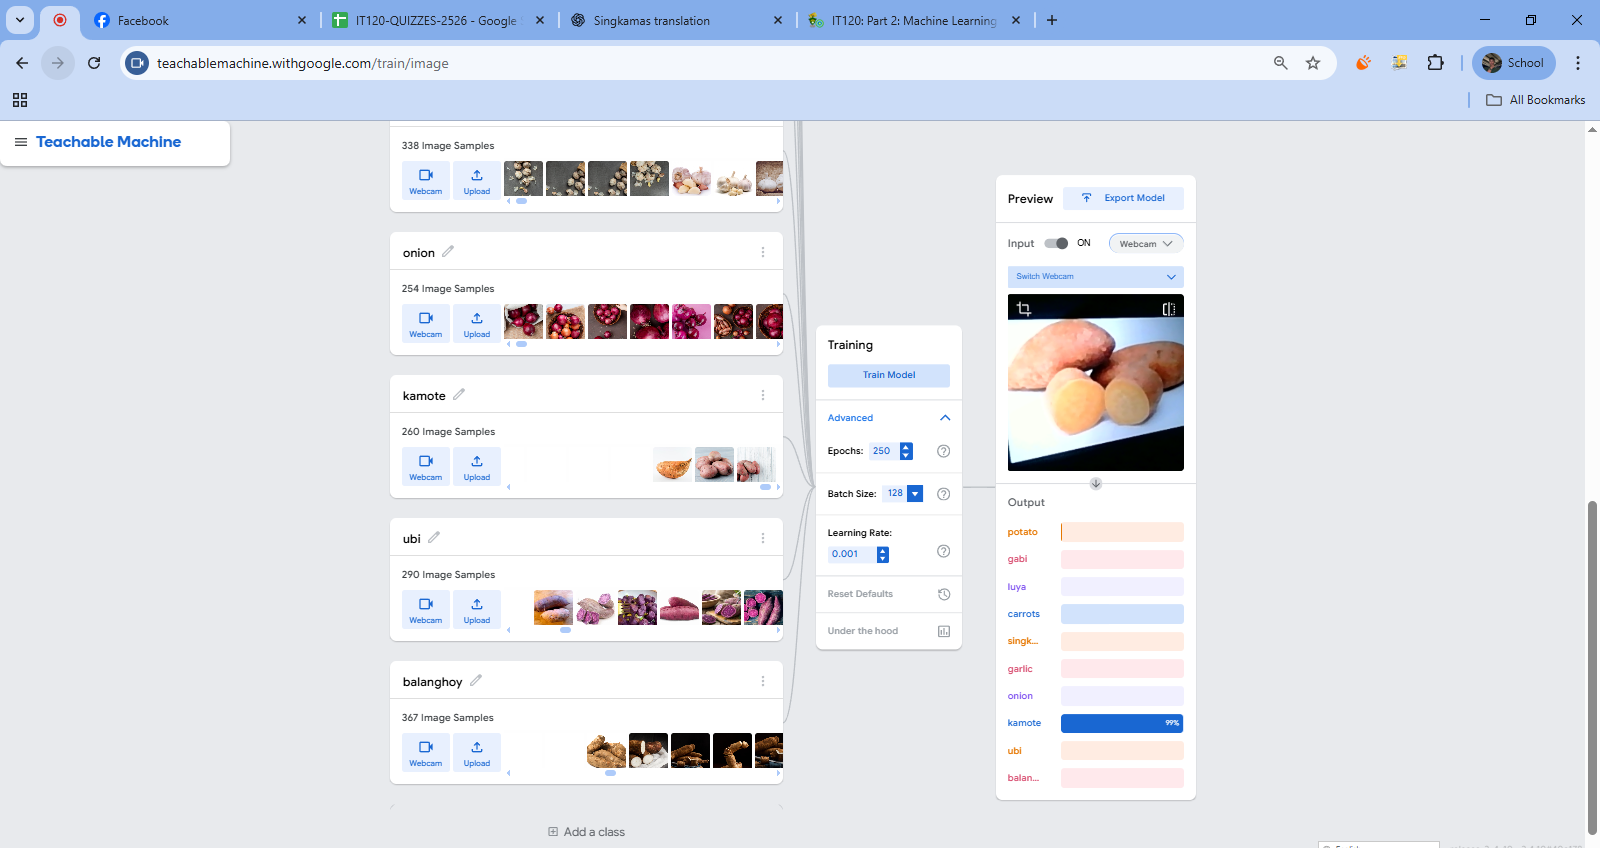 Facebook
IT120-QUIZZES-2526 - Google
Singkamas translation
IT120: Part 2: Machine Learning
teachablemachine.withgoogle.com/train/image
School
All Bookmarks
Teachable Machine
338 Image Samples
Webcam
Upload
onion
254 Image Samples
Webcam
Upload
kamote
260 Image Samples
Webcam
Upload
ubi
290 Image Samples
Webcam
Upload
balanghoy
367 Image Samples
Webcam
Upload
Add a class
Training
Train Model
Advanced
Epochs: 250
Batch Size: 128
Learning Rate:
0.001
Reset Defaults
Under the hood
Preview
Export Model
Input ON Webcam
Switch Webcam
Output
potato
gabi
luya
carrots
singk...
garlic
onion
kamote 99%
ubi
balan...